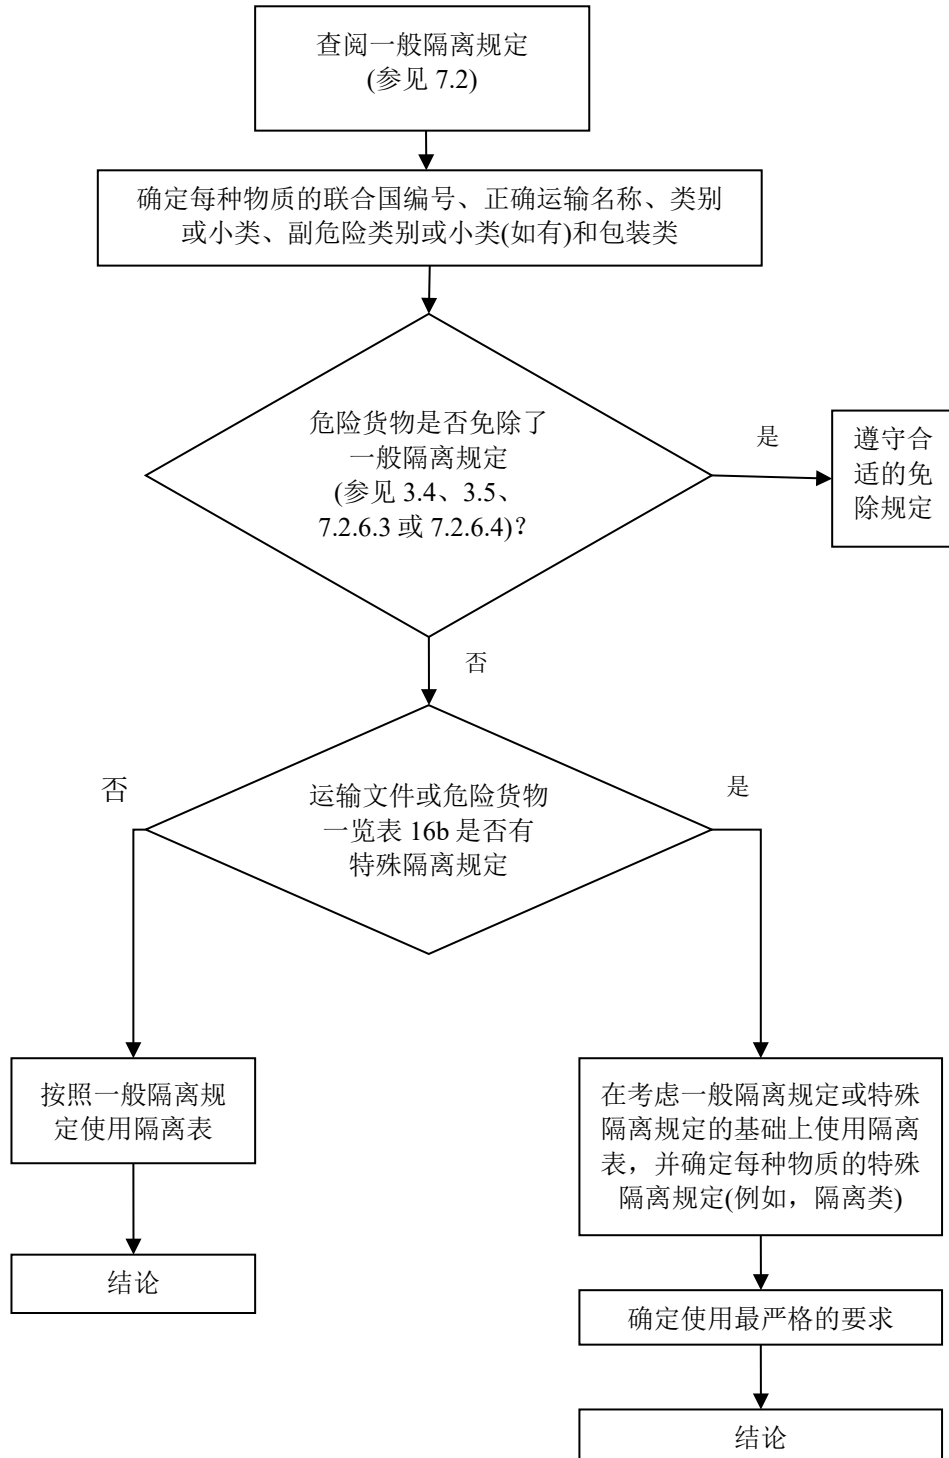 查阅一般隔离规定
(参见 7.2)
确定每种物质的联合国编号、正确运输名称、类别
或小类、副危险类别或小类(如有)和包装类
危险货物是否免除了
一般隔离规定
(参见 3.4、3.5、
7.2.6.3 或 7.2.6.4)？
是
遵守合
适的免
除规定
否
运输文件或危险货物
一览表 16b 是否有
特殊隔离规定
否
是
按照一般隔离规
定使用隔离表
结论
在考虑一般隔离规定或特殊
隔离规定的基础上使用隔离
表，并确定每种物质的特殊
隔离规定(例如，隔离类)
确定使用最严格的要求
结论